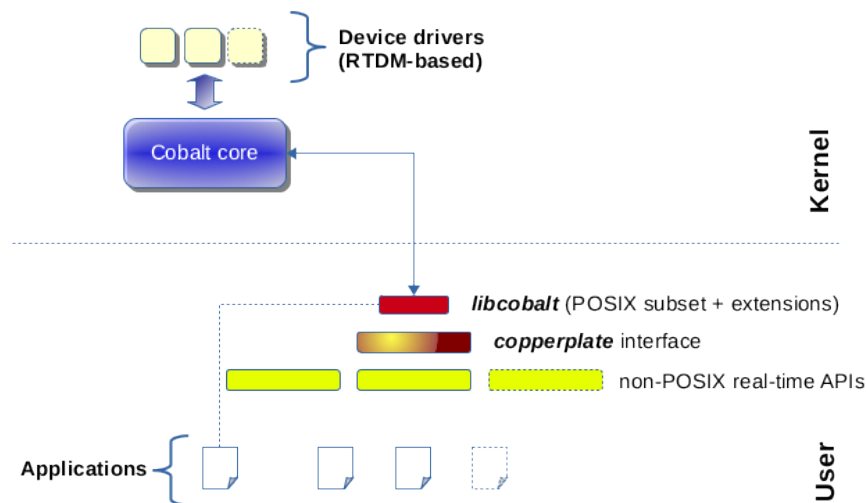 Device drivers
(RTDM-based)
Cobalt core
Kernel
libcobalt (POSIX subset + extensions)
copperplate interface
non-POSIX real-time APIs
Applications
User